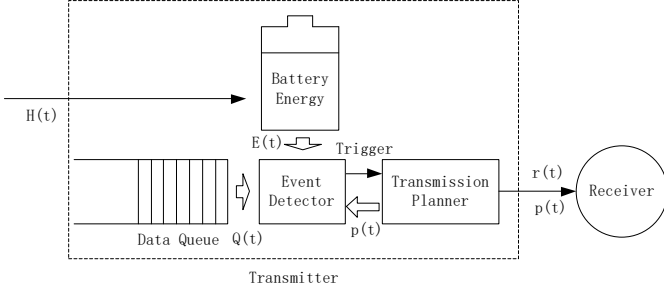 Battery
Energy
H(t)
E(t)
Trigger
Event
Detector
Transmission
Planner
r(t)
p(t)
Receiver
p(t)
Data Queue
Q(t)
Transmitter